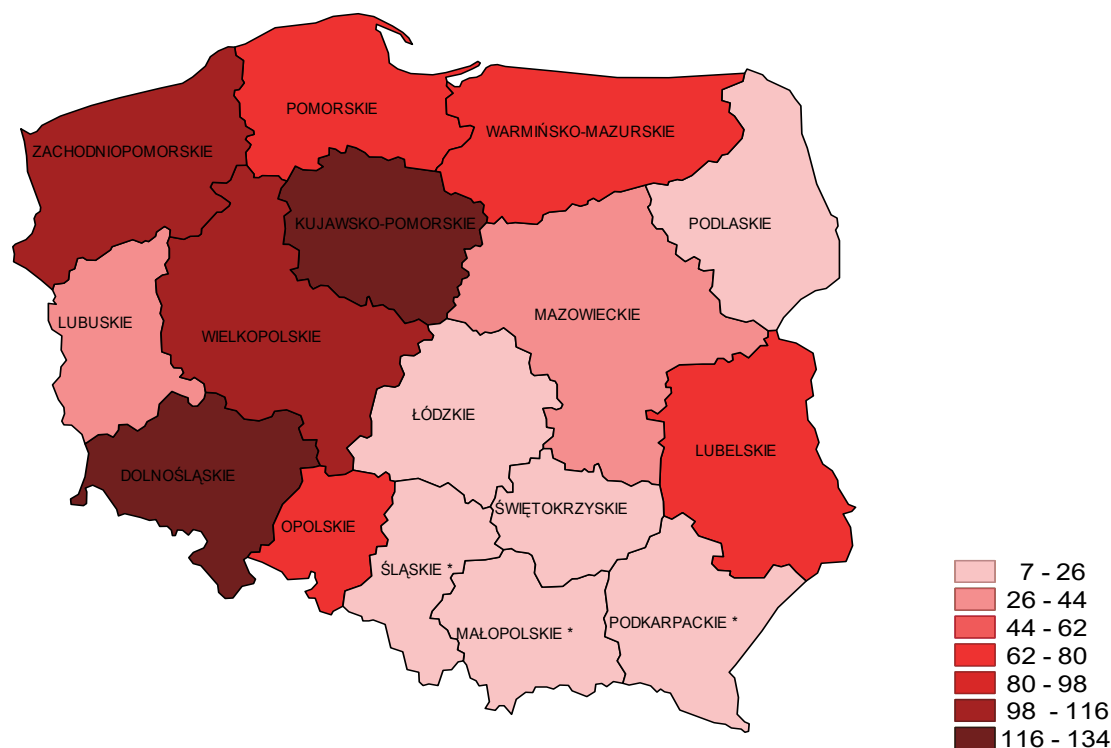 POMORSKIE
WARMIŃSKO-MAZURSKIE
ZACHODNIOPOMORSKIE
KUJAWSKO-POMORSKIE
PODLASKIE
LUBUSKIE
WIELKOPOLSKIE
MAZOWIECKIE
ŁÓDZKIE
LUBELSKIE
DOLNOŚLĄSKIE
ŚWIĘTOKRZYSKIE
OPOLSKIE
ŚLĄSKIE *
MAŁOPOLSKIE *
PODKARPACKIE *
7 - 26
26 - 44
44 - 62
62 - 80
80 - 98
98 - 116
116 - 134